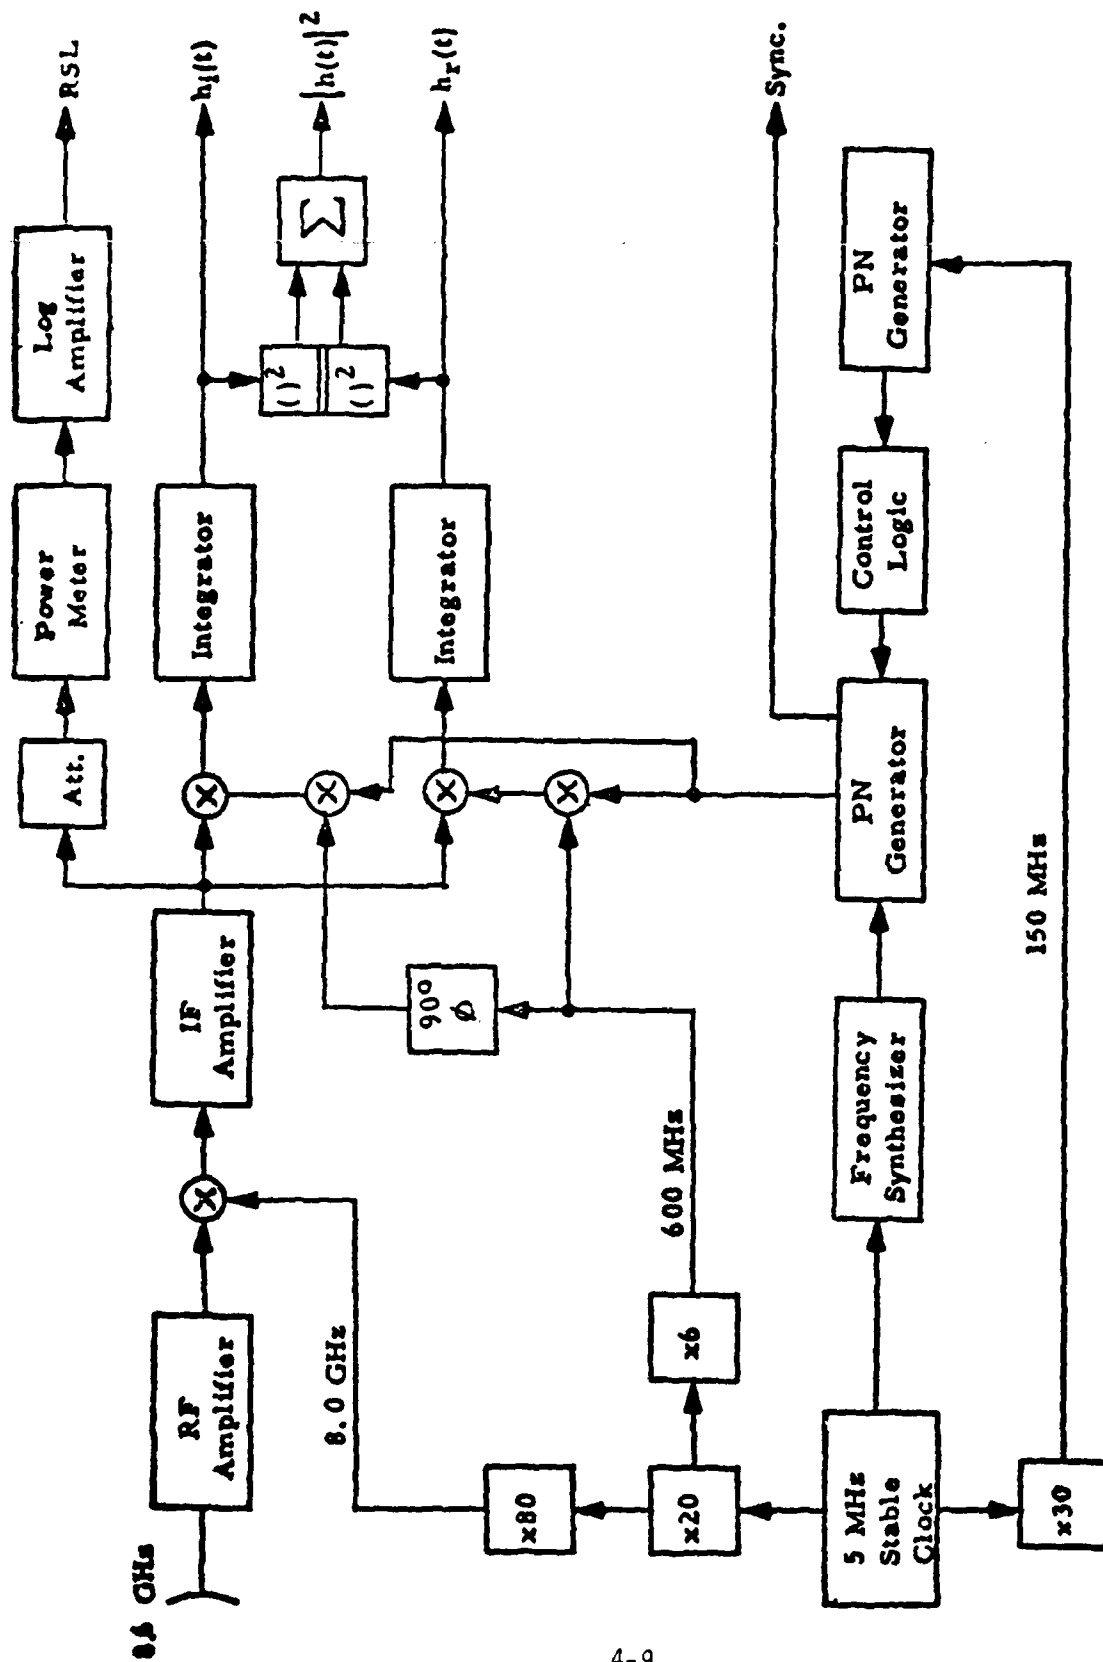 RSL
h_i(t)
|h(t)|²
h_r(t)
Sync.
Log
Amplifier
Power
Meter
Att.
Integrator
Integrator
( )²
( )²
Σ
IF
Amplifier
RF
Amplifier
GHz
8.0 GHz
90°
ø
600 MHz
x6
x80
x20
5 MHz
Stable
Clock
x30
Frequency
Synthesizer
PN
Generator
Control
Logic
PN
Generator
150 MHz
X
X
X
X
X
4-9